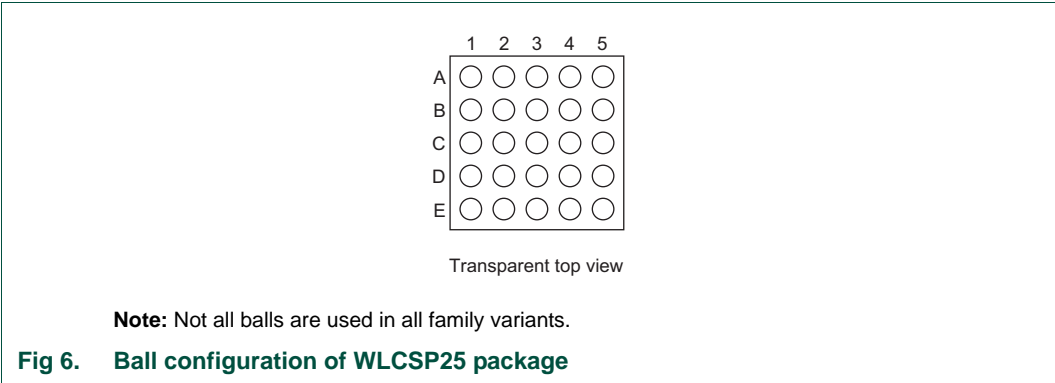 1 2 3 4 5
A
B
C
D
E
Transparent top view
Note: Not all balls are used in all family variants.
Fig 6. Ball configuration of WLCSP25 package